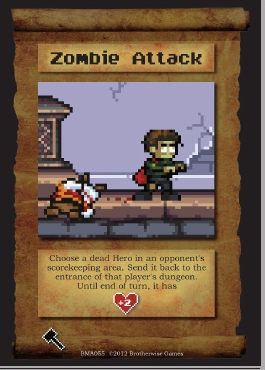 Zombie Attack
Choose a dead Hero in an opponent's
scorekeeping area. Send it back to the
entrance of that player's dungeon.
Until end of turn, it has
+2
BMA055 ©2012 Brotherwise Games